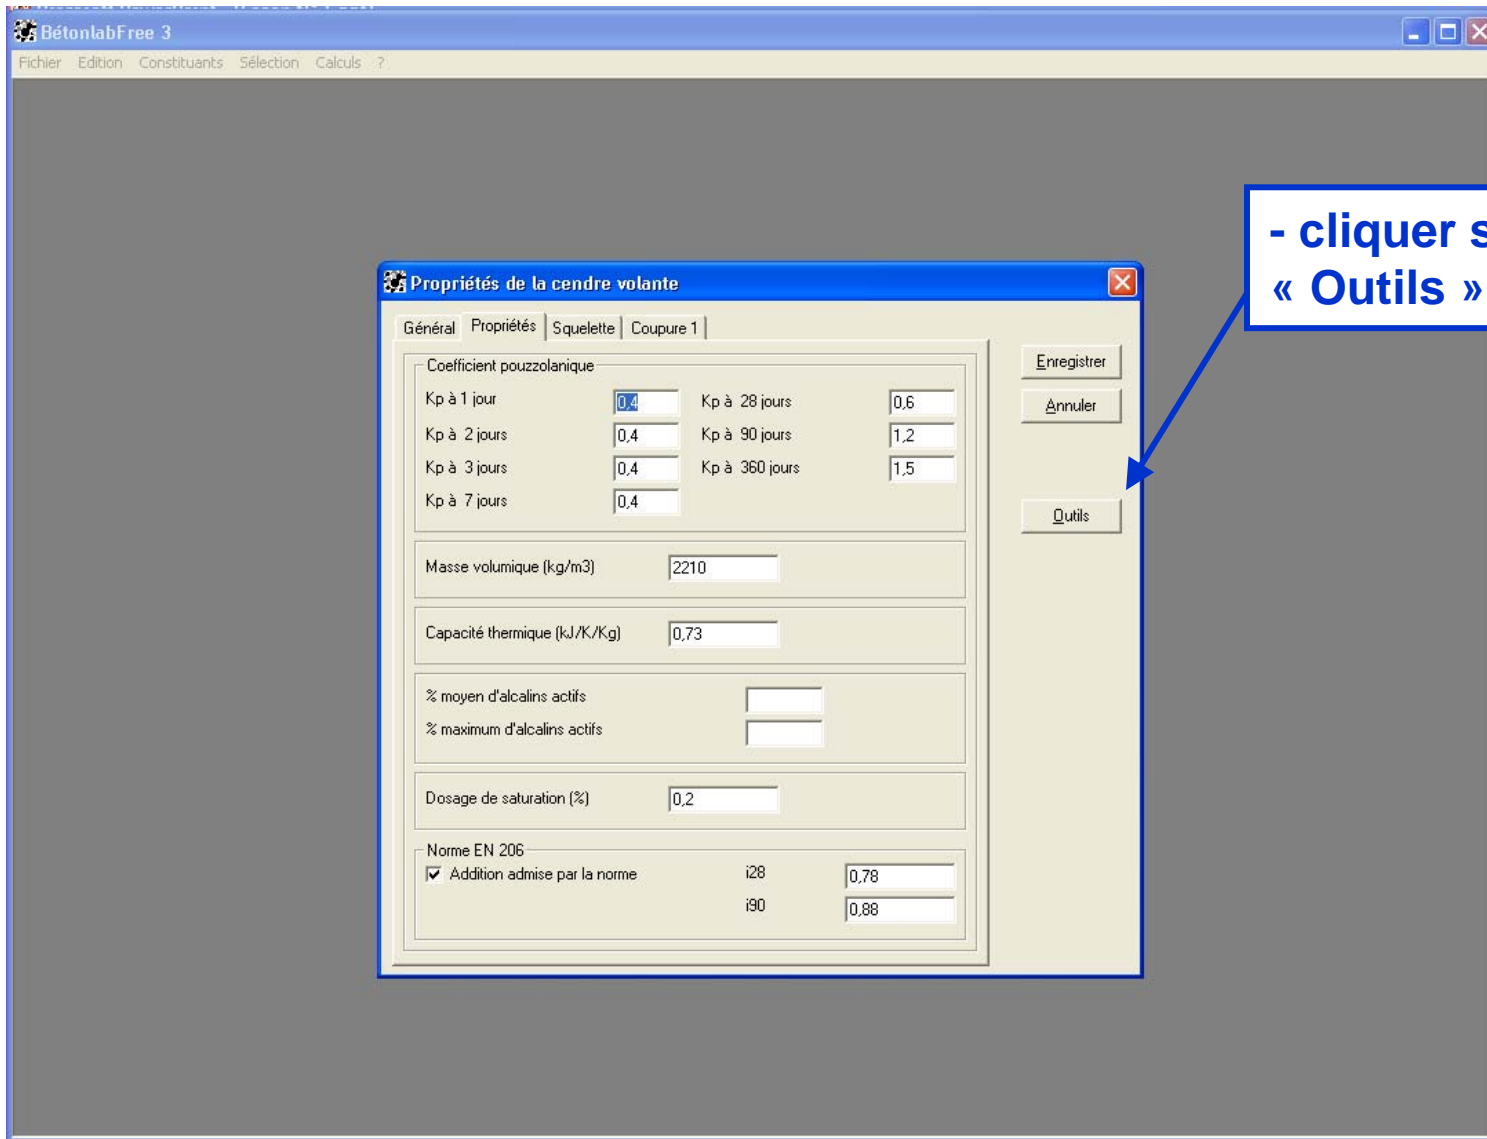 BétonlabFree 3
Fichier Edition Constituants Sélection Calculs ?
- cliquer s
« Outils »
Propriétés de la cendre volante
Général Propriétés Squelette Coupure 1
Coefficient pouzzolanique
Kp à 1 jour 0,4 Kp à 28 jours 0,6
Kp à 2 jours 0,4 Kp à 90 jours 1,2
Kp à 3 jours 0,4 Kp à 360 jours 1,5
Kp à 7 jours 0,4
Enregistrer
Annuler
Outils
Masse volumique (kg/m3) 2210
Capacité thermique (kJ/K/Kg) 0,73
% moyen d'alcalins actifs
% maximum d'alcalins actifs
Dosage de saturation (%) 0,2
Norme EN 206
Addition admise par la norme i28 0,78
i90 0,88